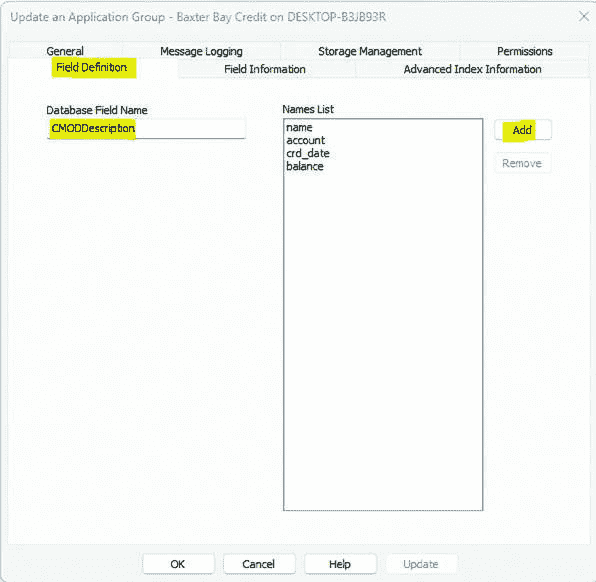 Update an Application Group - Baxter Bay Credit on DESKTOP-B3JB93R
General Message Logging Storage Management Permissions
Field Definition Field Information Advanced Index Information
Database Field Name
CMODDescription
Names List
name
account
crd_date
balance
Add
Remove
OK Cancel Help Update